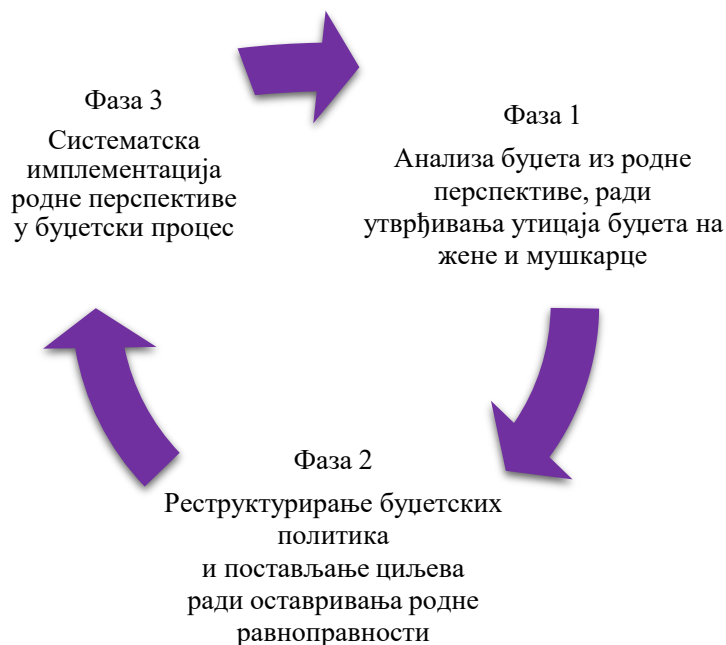 Фаза 1
Анализа буџета из родне
перспективе, ради
утврђивања утицаја буџета на
жене и мушкарце
Фаза 2
Реструктурирање буџетских
политика
и постављање циљева
ради оставривања родне
равноправности
Фаза 3
Систематска
имплементација
родне перспективе
у буџетски процес